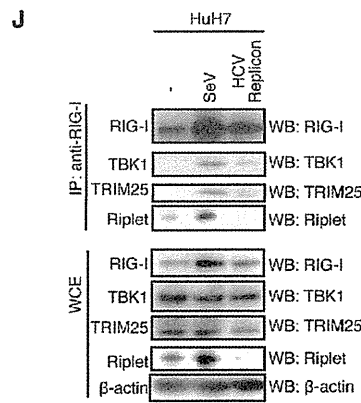 J
HuH7
-
SeV
HCV
Replicon
IP: anti-RIG-I
RIG-I WB: RIG-I
TBK1 WB: TBK1
TRIM25 WB: TRIM25
Riplet WB: Riplet
WCE
RIG-I WB: RIG-I
TBK1 WB: TBK1
TRIM25 WB: TRIM25
Riplet WB: Riplet
β-actin WB: β-actin